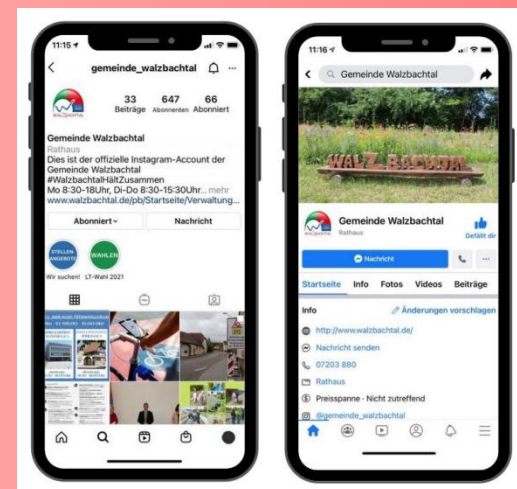 11:15
gemeinde_walzbachtal
33 647 66
Beiträge Abonnenten Abonniert
WALZBACHTAL
Gemeinde Walzbachtal
Rathaus
Dies ist der offizielle Instagram-Account der
Gemeinde Walzbachtal
#WalzbachtalHältZusammen
Mo 8:30-18Uhr, Di-Do 8:30-15:30Uhr... mehr
www.walzbachtal.de/pb/Startseite/Verwaltung...
Abonniert
Nachricht
STELLEN
ANGEBOTE
WAHLEN
Wir suchen! LT-Wahl 2021
11:16
Gemeinde Walzbachtal
Gemeinde Walzbachtal
Rathaus
Gefällt dir
Nachricht
Startseite Info Fotos Videos Beiträge
Info
Änderungen vorschlagen
http://www.walzbachtal.de/
Nachricht senden
07203 880
Rathaus
Preisspanne · Nicht zutreffend
@gemeinde_walzbachtal